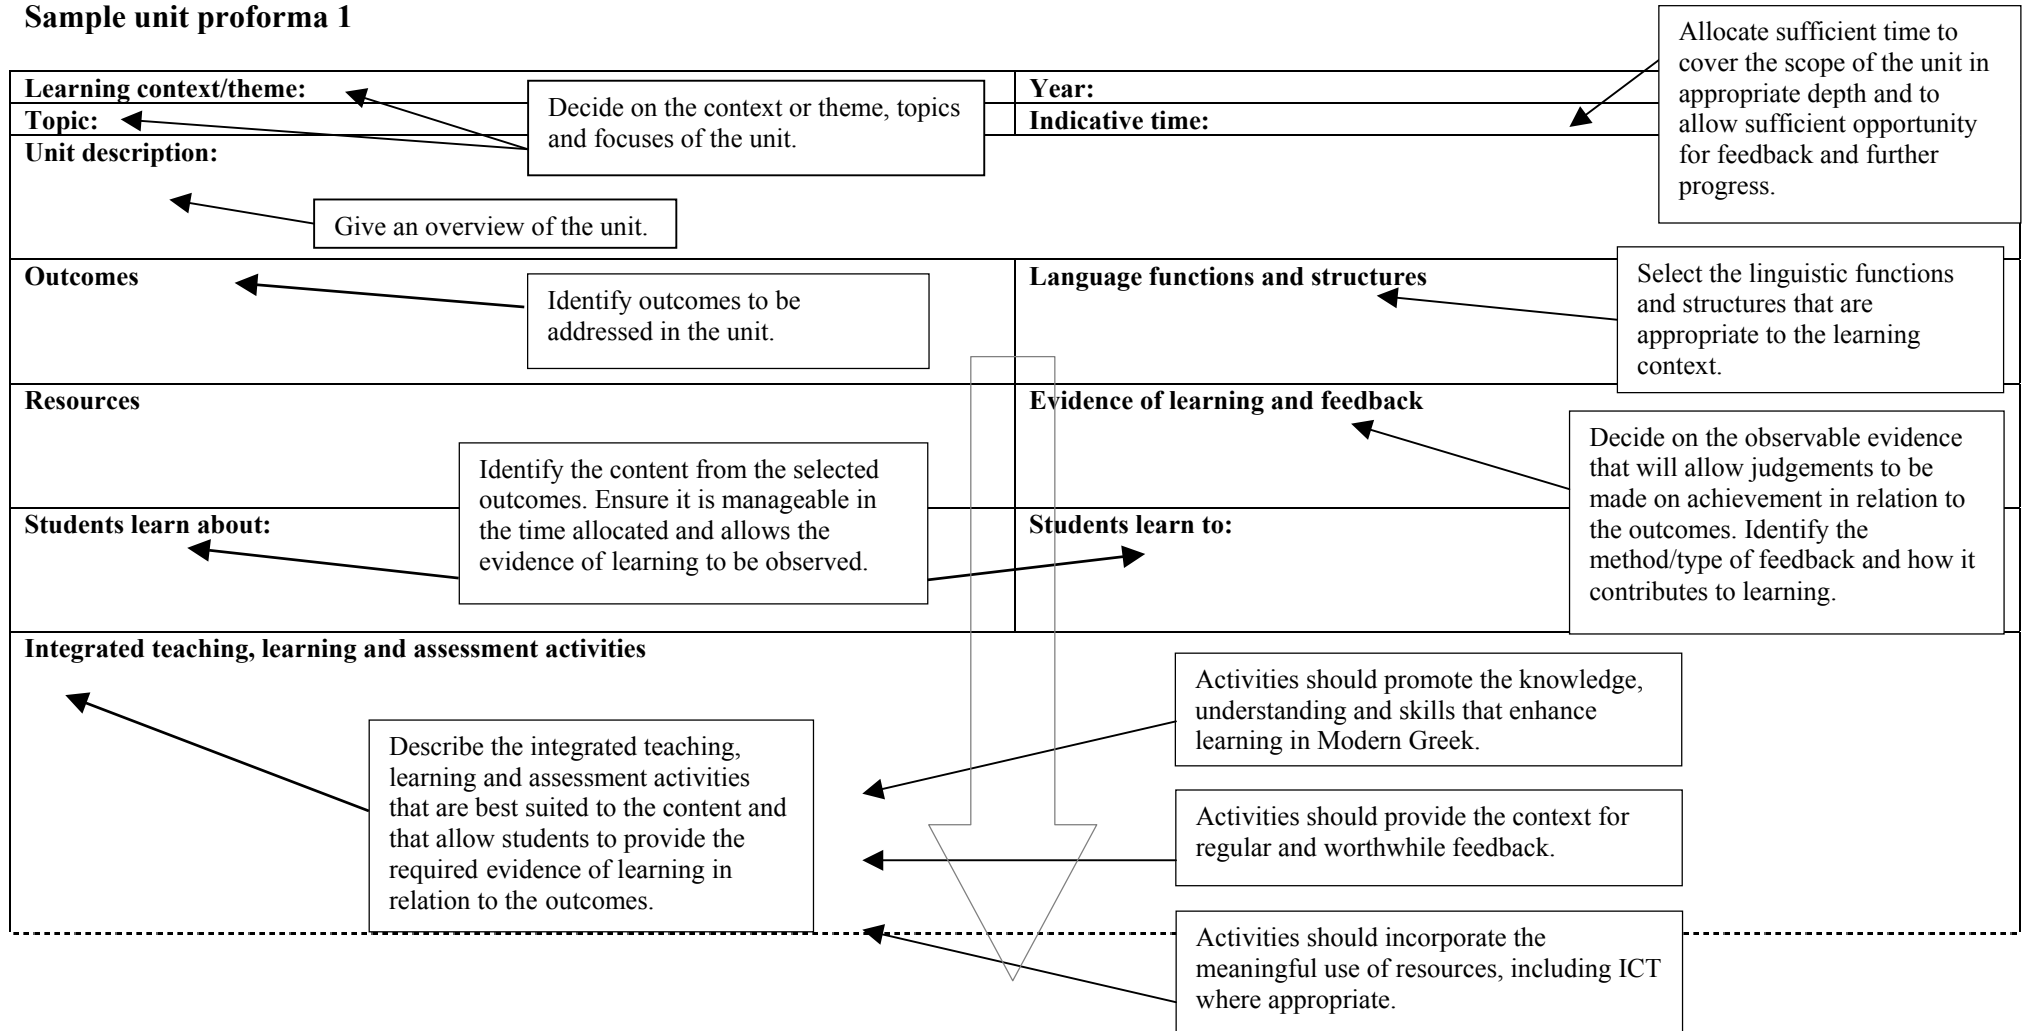 Sample unit proforma 1
Allocate sufficient time to
cover the scope of the unit in
appropriate depth and to
allow sufficient opportunity
for feedback and further
progress.
Learning context/theme:
Year:
Decide on the context or theme, topics
and focuses of the unit.
Topic:
Indicative time:
Unit description:
Give an overview of the unit.
Outcomes
Identify outcomes to be
addressed in the unit.
Language functions and structures
Select the linguistic functions
and structures that are
appropriate to the learning
context.
Resources
Evidence of learning and feedback
Decide on the observable evidence
that will allow judgements to be
made on achievement in relation to
the outcomes. Identify the
method/type of feedback and how it
contributes to learning.
Identify the content from the selected
outcomes. Ensure it is manageable in
the time allocated and allows the
evidence of learning to be observed.
Students learn about:
Students learn to:
Integrated teaching, learning and assessment activities
Describe the integrated teaching,
learning and assessment activities
that are best suited to the content and
that allow students to provide the
required evidence of learning in
relation to the outcomes.
Activities should promote the knowledge,
understanding and skills that enhance
learning in Modern Greek.
Activities should provide the context for
regular and worthwhile feedback.
Activities should incorporate the
meaningful use of resources, including ICT
where appropriate.